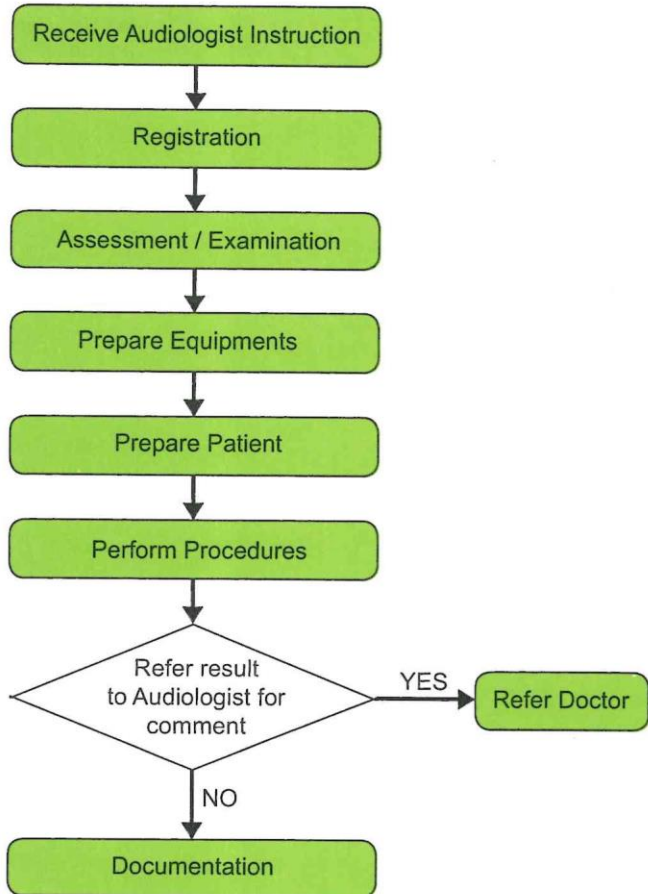 Receive Audiologist Instruction
Registration
Assessment / Examination
Prepare Equipments
Prepare Patient
Perform Procedures
Refer result
to Audiologist for
comment
YES
Refer Doctor
NO
Documentation